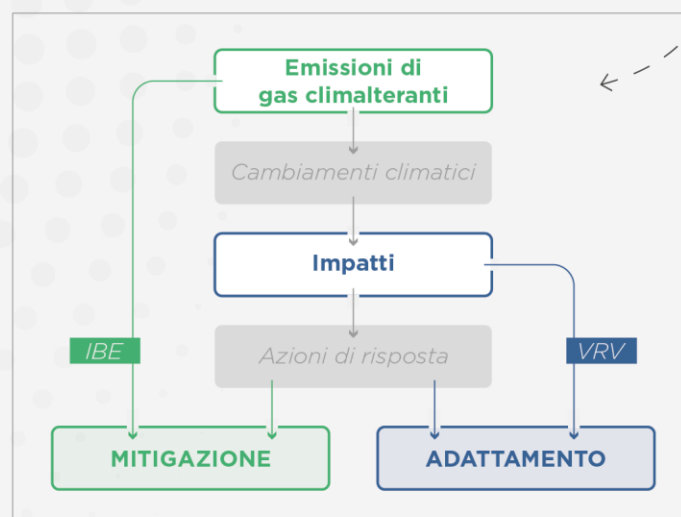 Emissioni di
gas climalteranti
Cambiamenti climatici
Impatti
IBE
Azioni di risposta
VRV
MITIGAZIONE
ADATTAMENTO